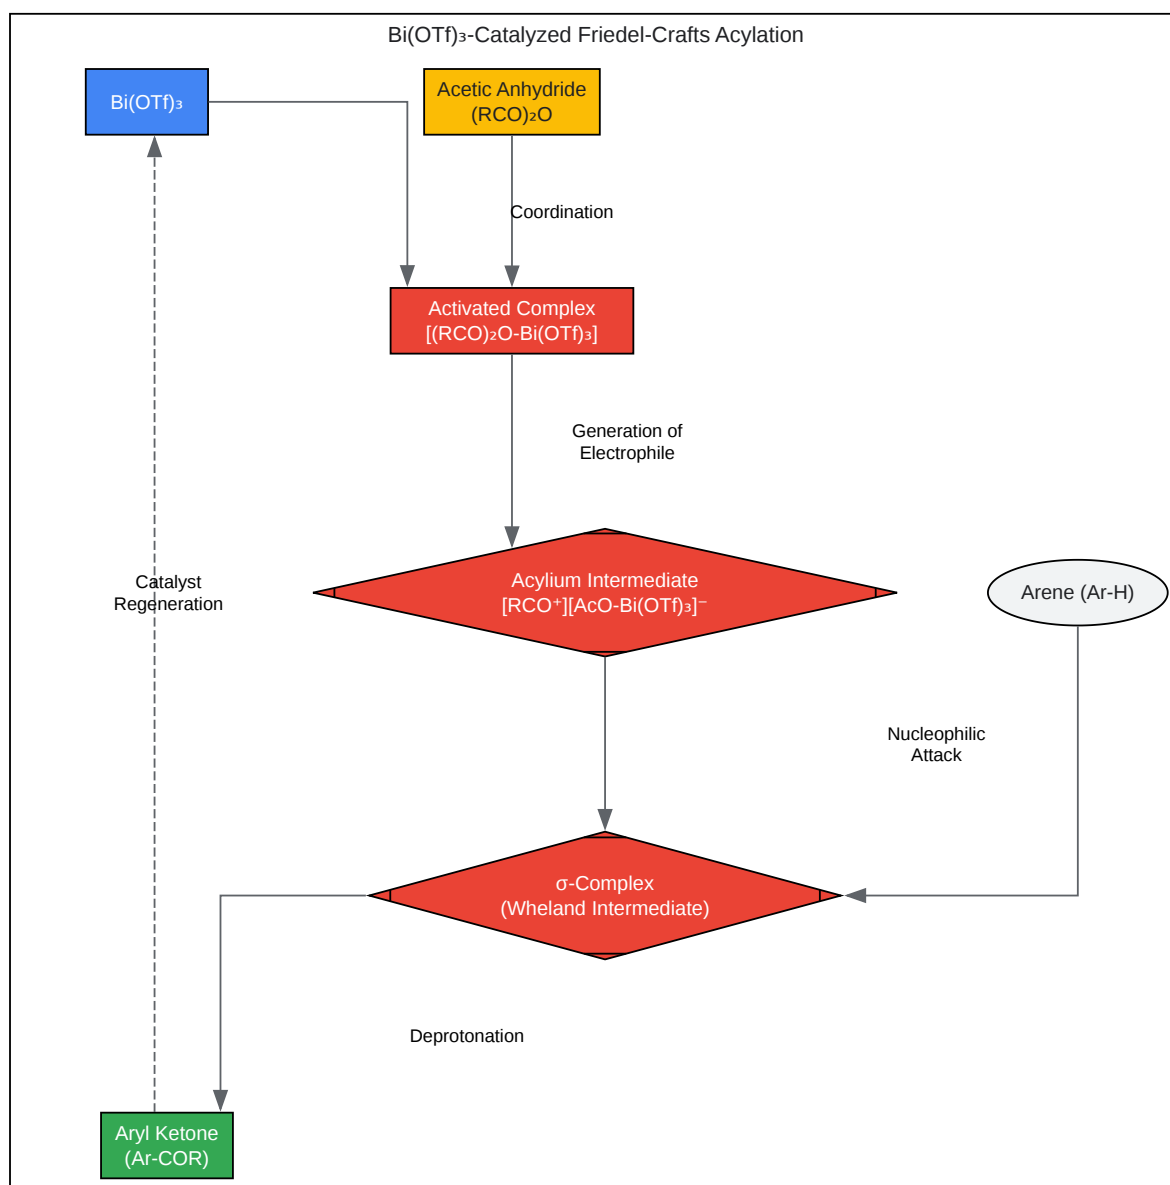 Bi(OTf)₃-Catalyzed Friedel-Crafts Acylation
Bi(OTf)₃
Acetic Anhydride
(RCO)₂O
Coordination
Activated Complex
[(RCO)₂O-Bi(OTf)₃]
Generation of
Electrophile
Acylium Intermediate
[RCO⁺][AcO-Bi(OTf)₃]⁻
Arene (Ar-H)
Catalyst
Regeneration
Nucleophilic
Attack
σ-Complex
(Wheland Intermediate)
Deprotonation
Aryl Ketone
(Ar-COR)